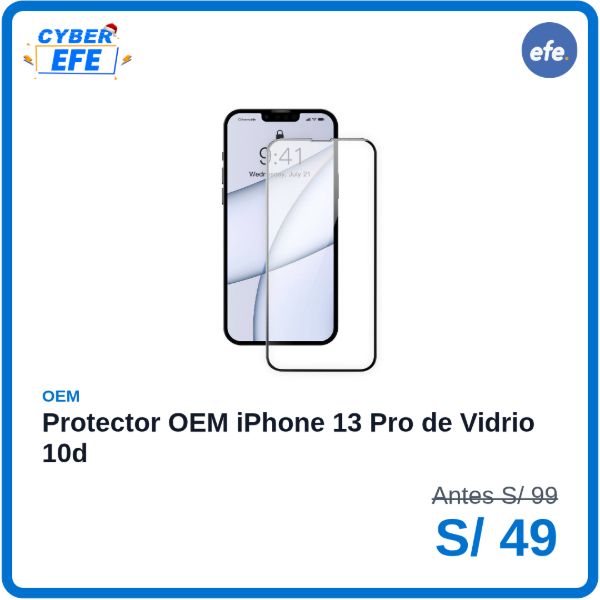 CYBER
EFE
efe.
9:41
Wednesday, July 21
OEM
Protector OEM iPhone 13 Pro de Vidrio
10d
Antes S/ 99
S/ 49